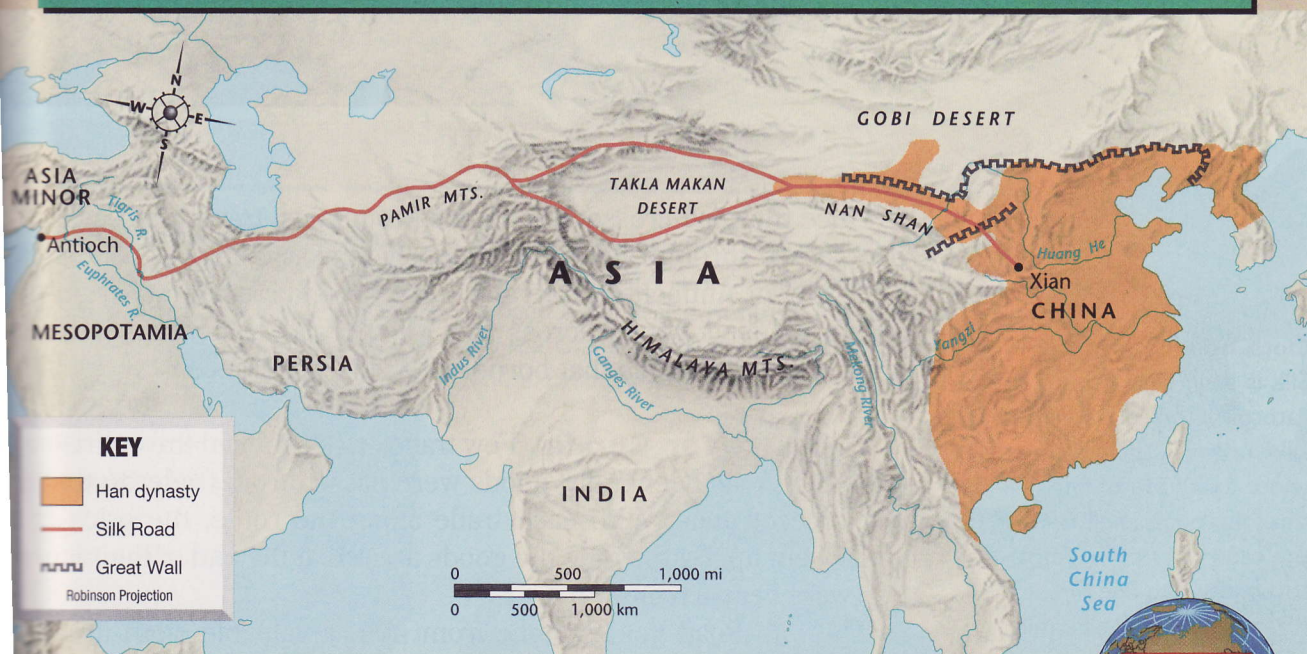 N
W
E
S
GOBI DESERT
ASIA
MINOR
Tigris R.
PAMIR MTS.
TAKLA MAKAN
DESERT
NAN SHAN
Antioch
Huang He
Euphrates R.
ASIA
Xian
CHINA
MESOPOTAMIA
HIMALAYA MTS.
Yangzi
PERSIA
Indus River
Ganges River
Mekong River
KEY
Han dynasty
Silk Road
Great Wall
Robinson Projection
INDIA
0 500 1,000 mi
0 500 1,000 km
South
China
Sea